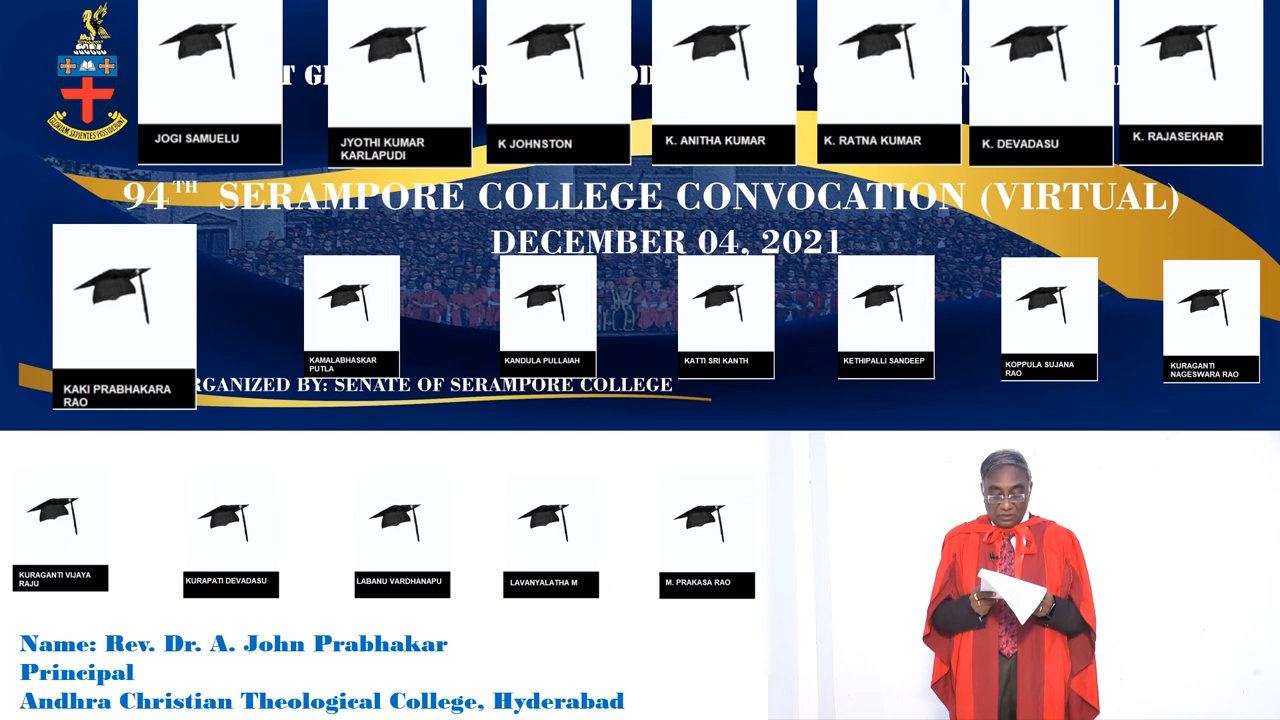 JOGI SAMUELU
JYOTHI KUMAR
KARLAPUDI
K JOHNSTON
K. ANITHA KUMAR
K. RATNA KUMAR
K. DEVADASU
K. RAJASEKHAR
94TH SERAMPORE COLLEGE CONVOCATION (VIRTUAL)
DECEMBER 04, 2021
KAKI PRABHAKARA
RAO
KAMALABHASKAR
PUTLA
KANDULA PULLAIAH
KATTI SRI KANTH
KETHIPALLI SANDEEP
KOPPULA SUJANA
RAO
KURAGANTI
NAGESWARA RAO
RGANIZED BY: SENATE OF SERAMPORE COLLEGE
KURAGANTI VIJAYA
RAJU
KURAPATI DEVADASU
LABANU VARDHANAPU
LAVANYALATHA M
M. PRAKASA RAO
Name: Rev. Dr. A. John Prabhakar
Principal
Andhra Christian Theological College, Hyderabad